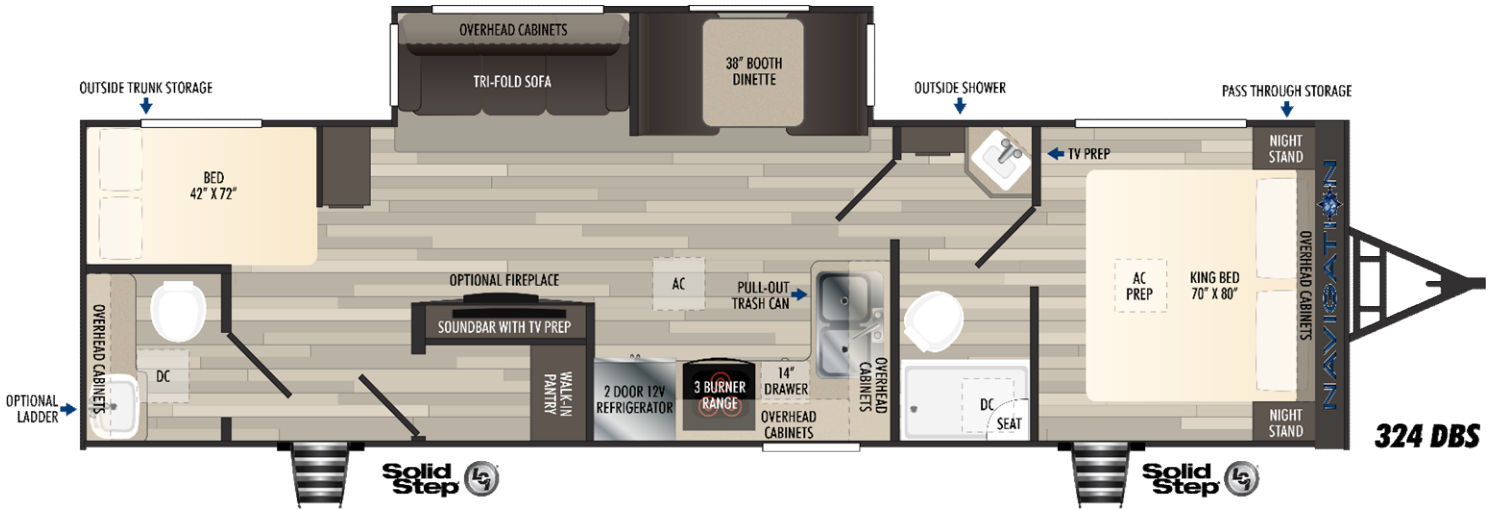 OVERHEAD CABINETS
TRI-FOLD SOFA
38" BOOTH
DINETTE
OUTSIDE TRUNK STORAGE
OUTSIDE SHOWER
PASS THROUGH STORAGE
BED
42" X 72"
TV PREP
NIGHT
STAND
OPTIONAL FIREPLACE
SOUNDBAR WITH TV PREP
AC
PULL-OUT
TRASH CAN
AC
PREP
KING BED
70" X 80"
OVERHEAD CABINETS
NAVIGATION
OVERHEAD CABINETS
DC
OPTIONAL
LADDER
WALK-IN
PANTRY
2 DOOR 12V
REFRIGERATOR
3 BURNER
RANGE
14"
DRAWER
OVERHEAD
CABINETS
OVERHEAD
CABINETS
DC
SEAT
NIGHT
STAND
324 DBS
Solid
Step
LCI
Solid
Step
LCI